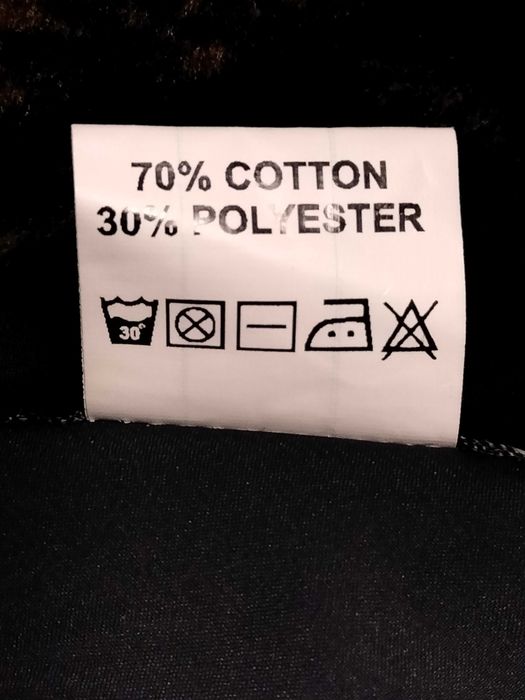 70% COTTON
30% POLYESTER
30°